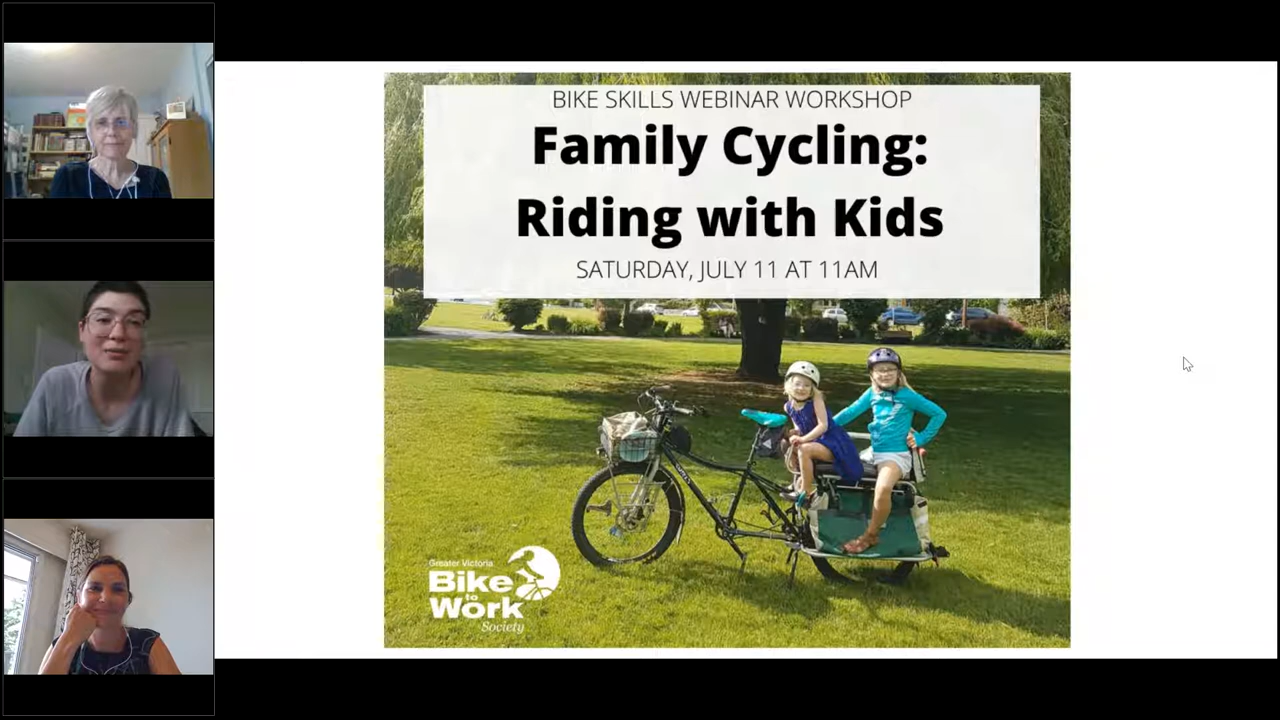 BIKE SKILLS WEBINAR WORKSHOP
Family Cycling:
Riding with Kids
SATURDAY, JULY 11 AT 11AM
Greater Victoria
Bike
to
Work
Society